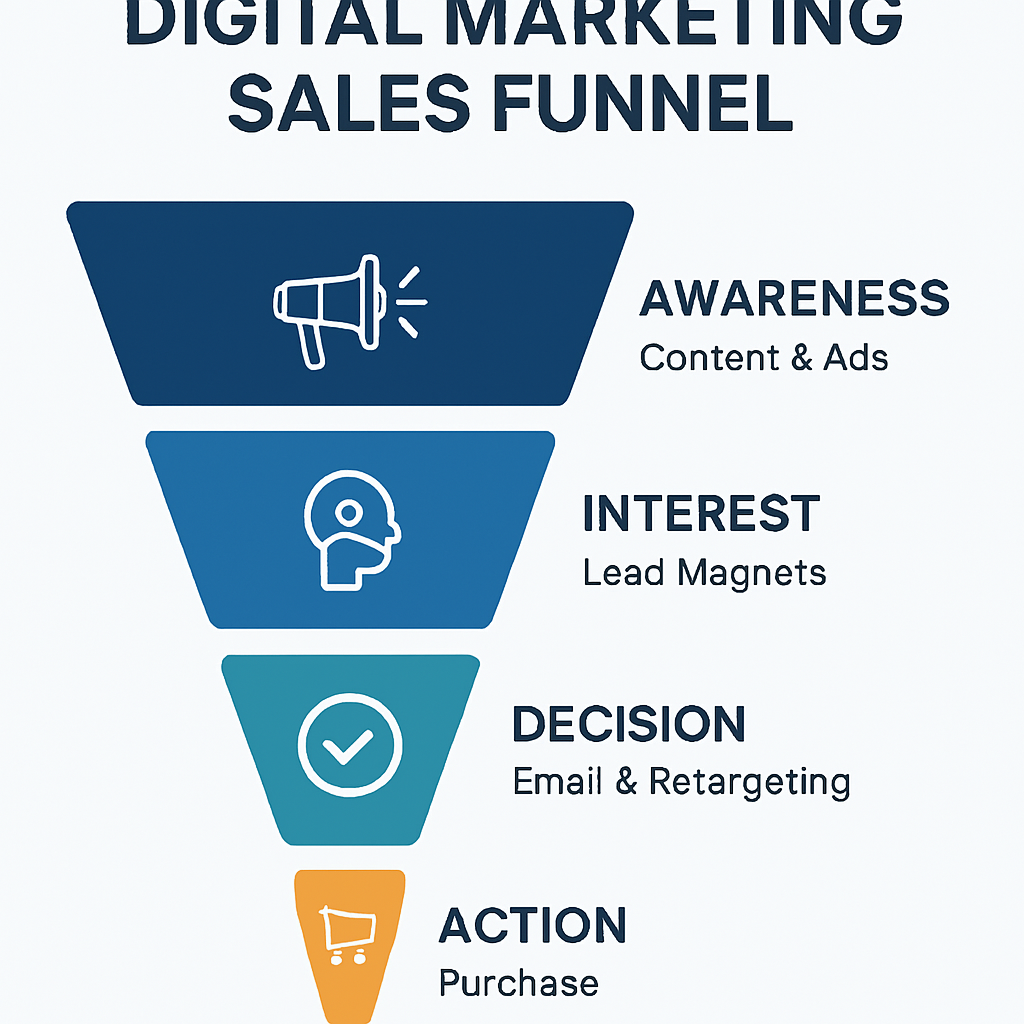 DIGITAL MARKETING
SALES FUNNEL
AWARENESS
Content & Ads
INTEREST
Lead Magnets
DECISION
Email & Retargeting
ACTION
Purchase